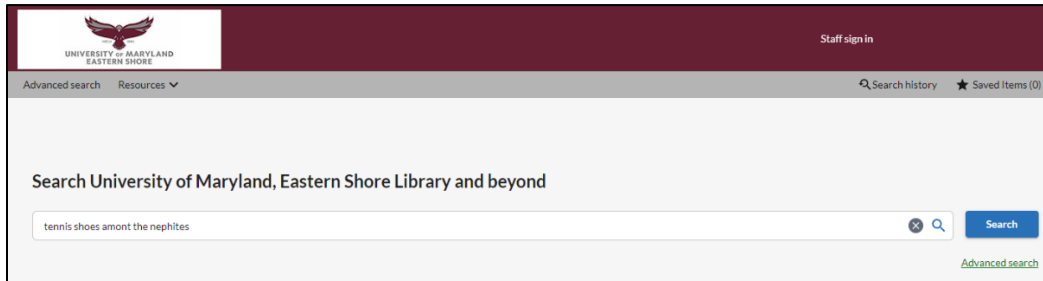 UNIVERSITY of MARYLAND
EASTERN SHORE
Staff sign in
Advanced search Resources
Search history Saved Items (0)
Search University of Maryland, Eastern Shore Library and beyond
tennis shoes amont the nephites
Search
Advanced search